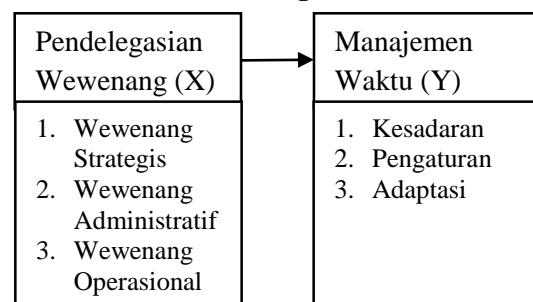 Pendelegasian
Wewenang (X)
1. Wewenang
Strategis
2. Wewenang
Administratif
3. Wewenang
Operasional
Manajemen
Waktu (Y)
1. Kesadaran
2. Pengaturan
3. Adaptasi